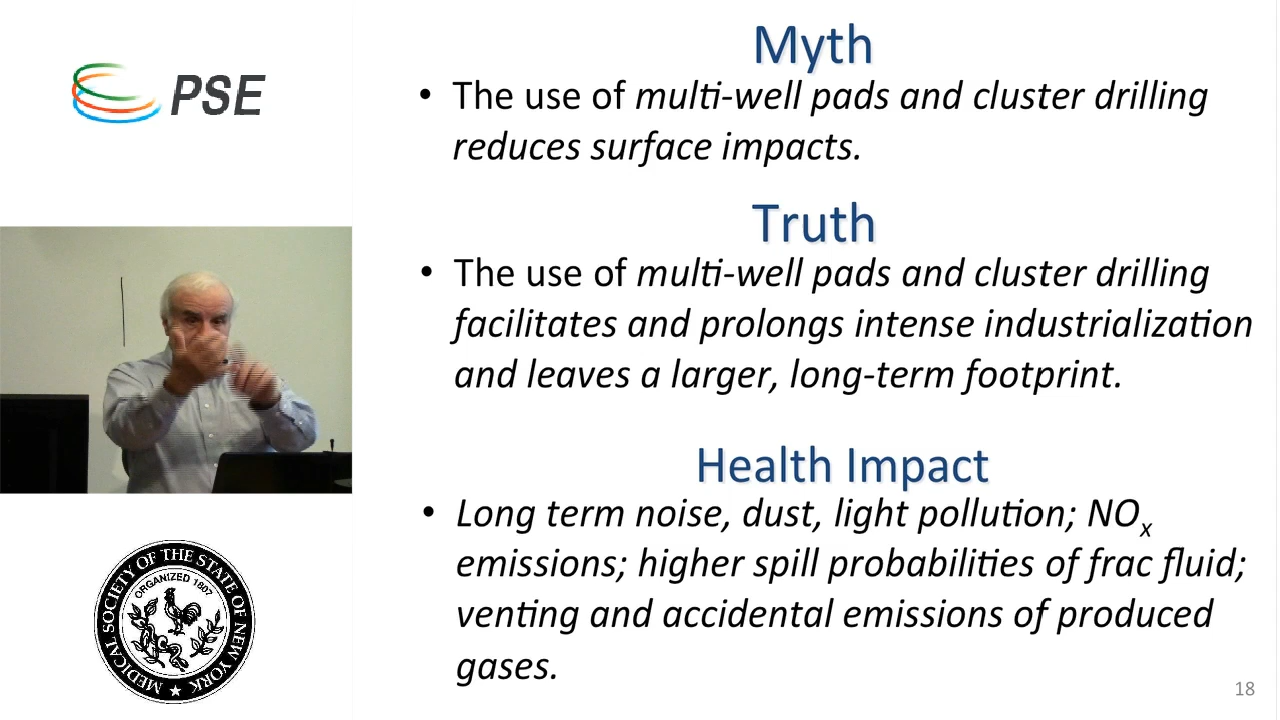 PSE
Myth
• The use of multi-well pads and cluster drilling
reduces surface impacts.
Truth
• The use of multi-well pads and cluster drilling
facilitates and prolongs intense industrialization
and leaves a larger, long-term footprint.
Health Impact
• Long term noise, dust, light pollution; NOx
emissions; higher spill probabilities of frac fluid;
venting and accidental emissions of produced
gases.
MEDICAL SOCIETY OF THE STATE OF NEW YORK
ORGANIZED 1807
18